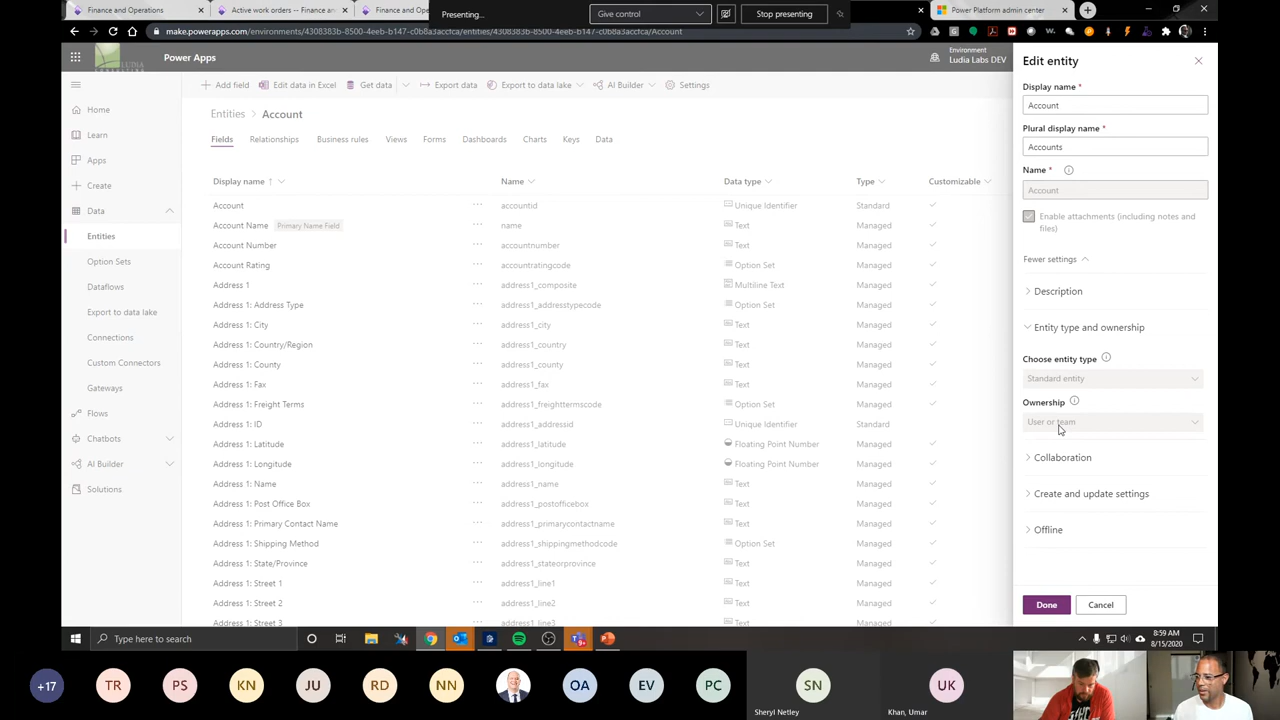 Finance and Operations
Active work orders -- Finance an
Finance and Ope
Presenting...
Give control
Stop presenting
Power Platform admin center
make.powerapps.com/environments/4308383b-8500-4eeb-b147-c0b8a3accfca/entities/4308383b-8500-4eeb-b147-c0b8a3accfca/Account
LUDIA
CONSULTING
Power Apps
Environment
Ludia Labs DEV
Add field
Edit data in Excel
Get data
Export data
Export to data lake
AI Builder
Settings
Home
Learn
Apps
Create
Data
Entities
Option Sets
Dataflows
Export to data lake
Connections
Custom Connectors
Gateways
Flows
Chatbots
AI Builder
Solutions
Entities > Account
Fields Relationships Business rules Views Forms Dashboards Charts Keys Data
Display name ↑ Name Data type Type Customizable
Account ··· accountid Unique Identifier Standard
Account Name Primary Name Field ··· name Text Managed
Account Number ··· accountnumber Text Managed
Account Rating ··· accountratingcode Option Set Managed
Address 1 ··· address1_composite Multiline Text Managed
Address 1: Address Type ··· address1_addresstypecode Option Set Managed
Address 1: City ··· address1_city Text Managed
Address 1: Country/Region ··· address1_country Text Managed
Address 1: County ··· address1_county Text Managed
Address 1: Fax ··· address1_fax Text Managed
Address 1: Freight Terms ··· address1_freighttermscode Option Set Managed
Address 1: ID ··· address1_addressid Unique Identifier Standard
Address 1: Latitude ··· address1_latitude Floating Point Number Managed
Address 1: Longitude ··· address1_longitude Floating Point Number Managed
Address 1: Name ··· address1_name Text Managed
Address 1: Post Office Box ··· address1_postofficebox Text Managed
Address 1: Primary Contact Name ··· address1_primarycontactname Text Managed
Address 1: Shipping Method ··· address1_shippingmethodcode Option Set Managed
Address 1: State/Province ··· address1_stateorprovince Text Managed
Address 1: Street 1 ··· address1_line1 Text Managed
Address 1: Street 2 ··· address1_line2 Text Managed
Address 1: Street 3 ··· address1_line3 Text Managed
Edit entity
Display name *
Account
Plural display name *
Accounts
Name *
Account
Enable attachments (including notes and
files)
Fewer settings
Description
Entity type and ownership
Choose entity type
Standard entity
Ownership
User or team
Collaboration
Create and update settings
Offline
Done
Cancel
Type here to search
8:59 AM
8/15/2020
+17
TR
PS
KN
JU
RD
NN
OA
EV
PC
SN
Sheryl Netley
UK
Khan, Umar